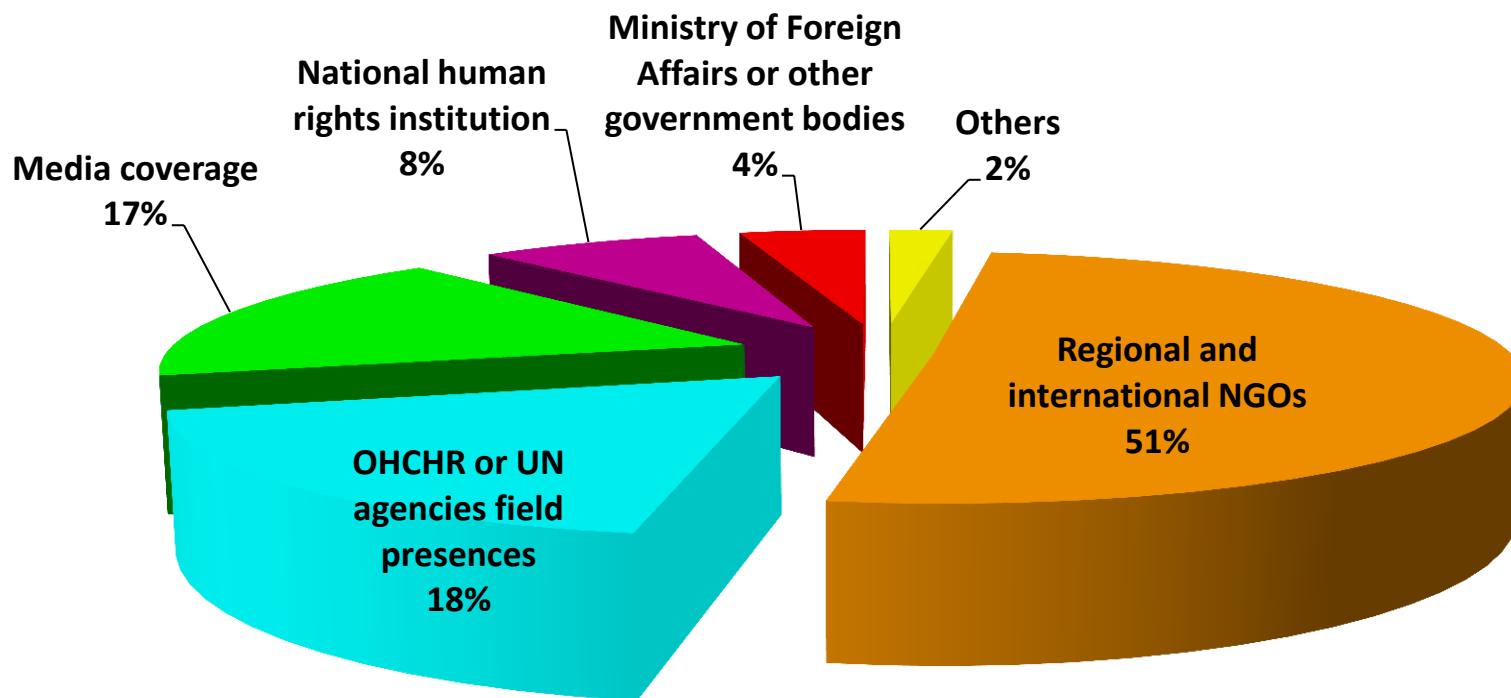 Ministry of Foreign
Affairs or other
government bodies
4%
National human
rights institution
8%
Others
2%
Media coverage
17%
Regional and
international NGOs
51%
OHCHR or UN
agencies field
presences
18%